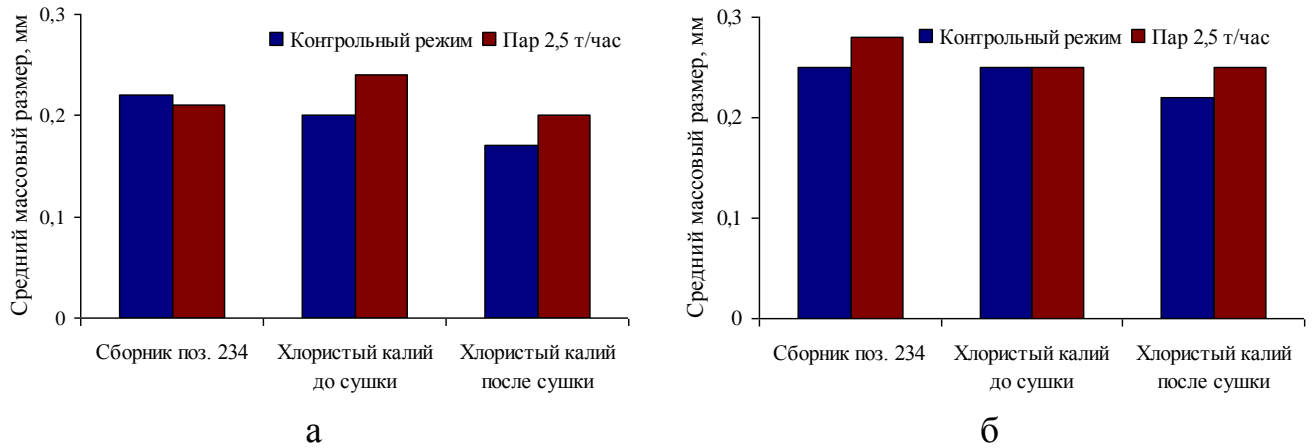 Средний массовый размер, мм
0,3
0,2
0,1
0
Контрольный режим
Пар 2,5 т/час
Сборник поз. 234
Хлористый калий
до сушки
Хлористый калий
после сушки
а
Средний массовый размер, мм
0,3
0,2
0,1
0
Контрольный режим
Пар 2,5 т/час
Сборник поз. 234
Хлористый калий
до сушки
Хлористый калий
после сушки
б